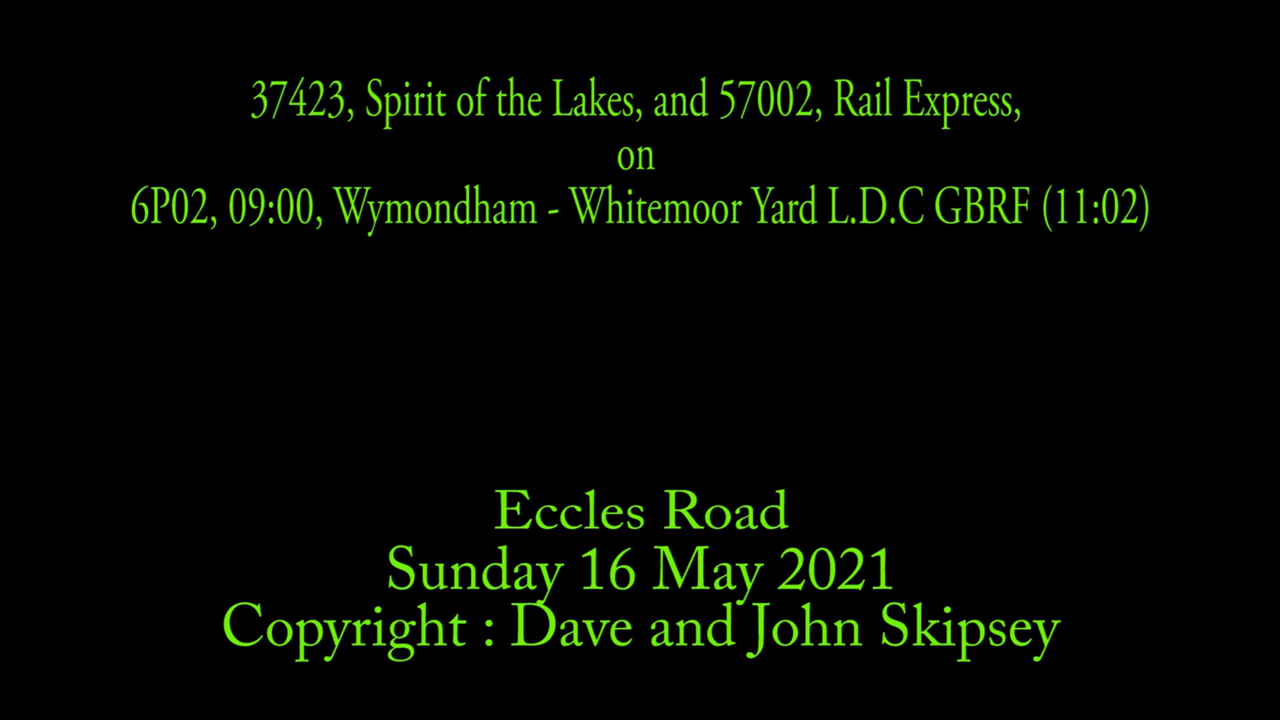 37423, Spirit of the Lakes, and 57002, Rail Express,
on
6P02, 09:00, Wymondham - Whitemoor Yard L.D.C GBRF (11:02)
Eccles Road
Sunday 16 May 2021
Copyright : Dave and John Skipsey